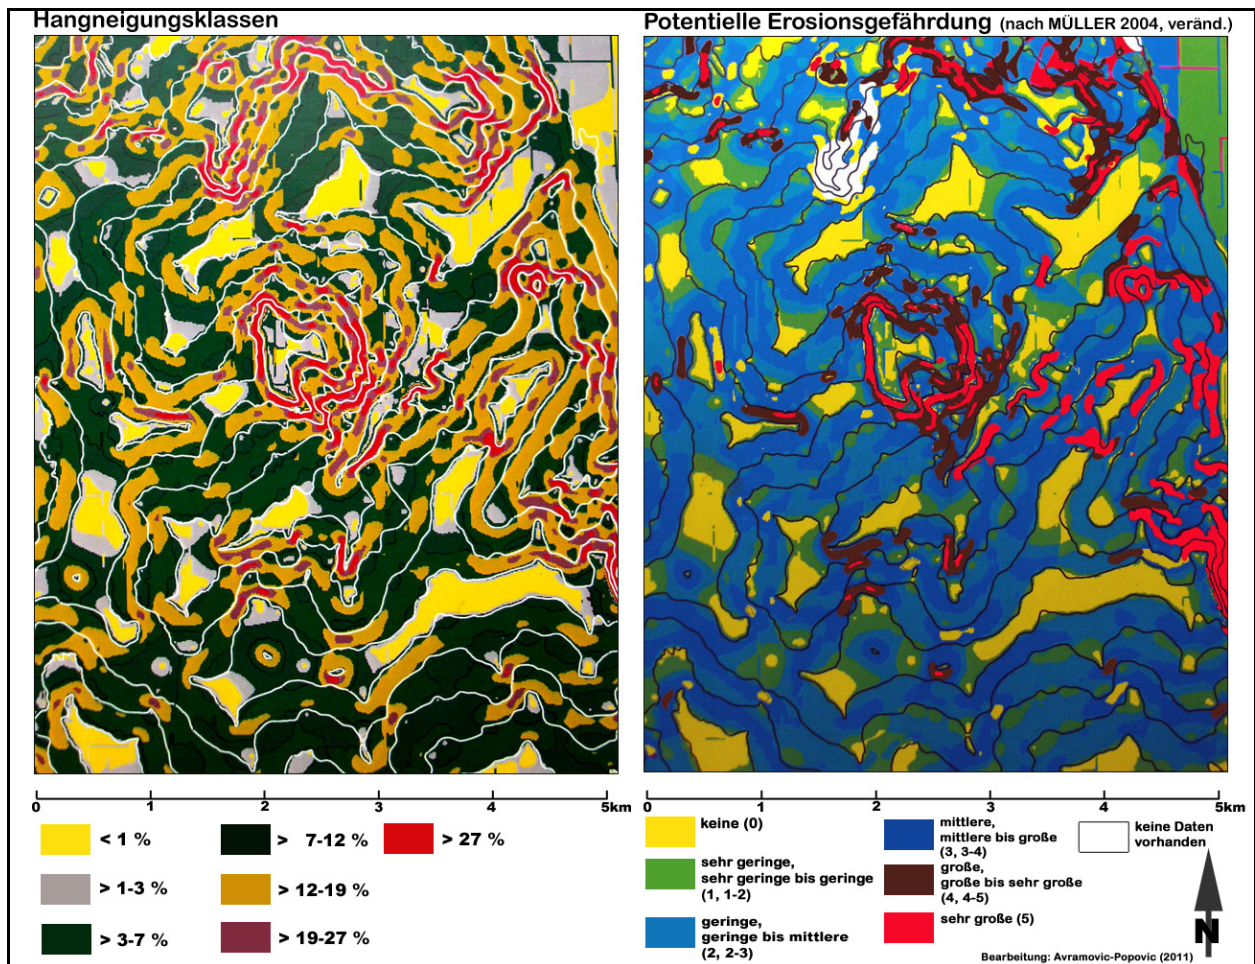 Hangneigungsklassen
Potentielle Erosionsgefährdung (nach MÜLLER 2004, veränd.)
0 1 2 3 4 5km
0 1 2 3 4 5km
< 1 %
> 1-3 %
> 3-7 %
> 7-12 %
> 12-19 %
> 19-27 %
> 27 %
keine (0)
sehr geringe,
sehr geringe bis geringe
(1, 1-2)
geringe,
geringe bis mittlere
(2, 2-3)
mittlere,
mittlere bis große
(3, 3-4)
große,
große bis sehr große
(4, 4-5)
sehr große (5)
keine Daten
vorhanden
N
Bearbeitung: Avramovic-Popovic (2011)